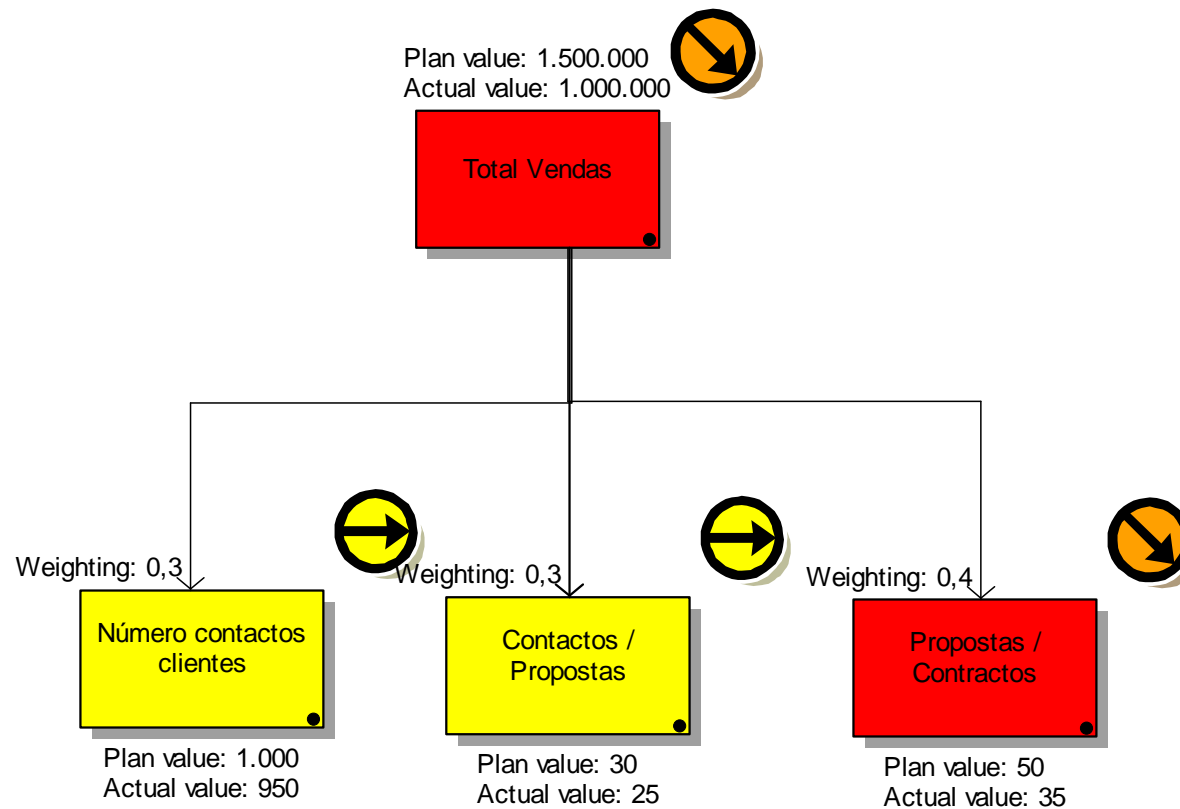 Plan value: 1.500.000
Actual value: 1.000.000
Total Vendas
Weighting: 0,3
Número contactos
clientes
Plan value: 1.000
Actual value: 950
Weighting: 0,3
Contactos /
Propostas
Plan value: 30
Actual value: 25
Weighting: 0,4
Propostas /
Contractos
Plan value: 50
Actual value: 35